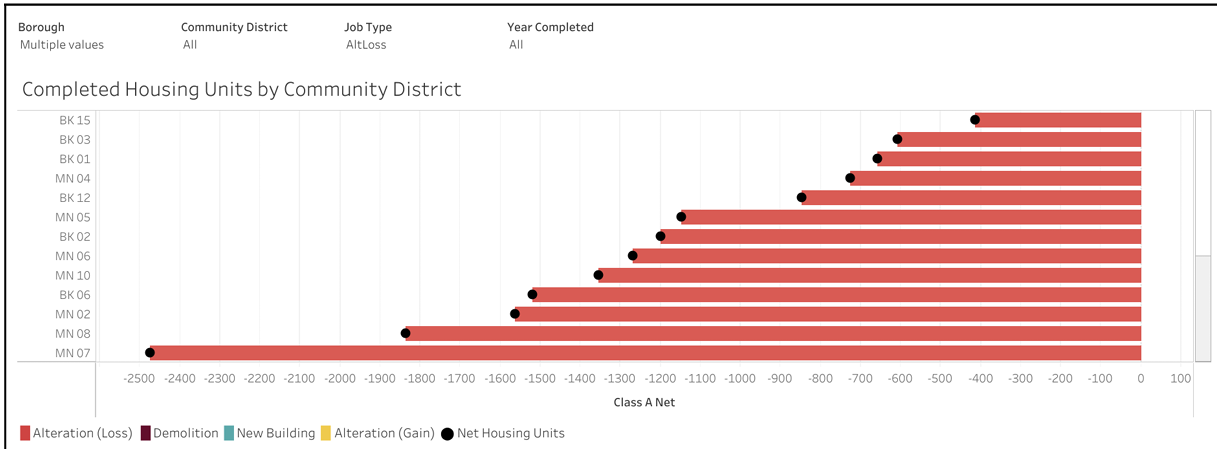 Borough Community District Job Type Year Completed
Multiple values All AltLoss All
Completed Housing Units by Community District
BK 15
BK 03
BK 01
MN 04
BK 12
MN 05
BK 02
MN 06
MN 10
BK 06
MN 02
MN 08
MN 07
-2500 -2400 -2300 -2200 -2100 -2000 -1900 -1800 -1700 -1600 -1500 -1400 -1300 -1200 -1100 -1000 -900 -800 -700 -600 -500 -400 -300 -200 -100 0 100
Class A Net
Alteration (Loss) Demolition New Building Alteration (Gain) Net Housing Units